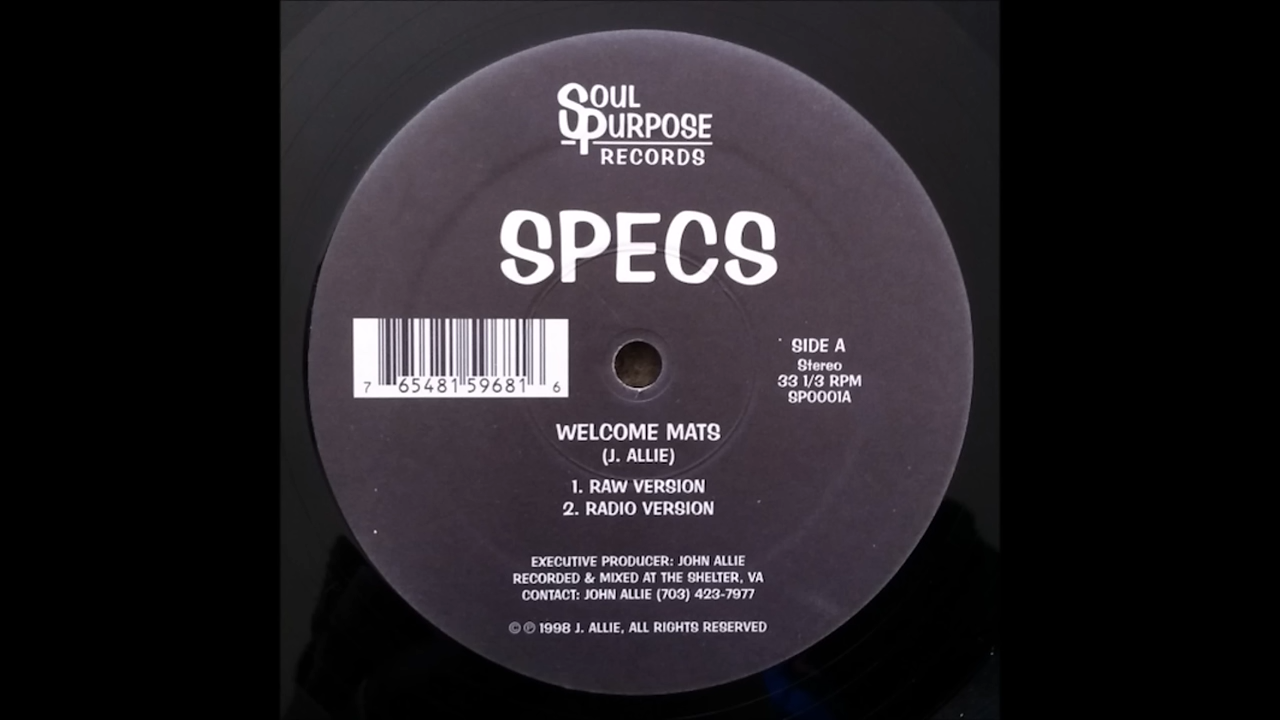 SOUL
PURPOSE
RECORDS
SPECS
7 65481 59681 6
SIDE A
Stereo
33 1/3 RPM
SP0001A
WELCOME MATS
(J. ALLIE)
1. RAW VERSION
2. RADIO VERSION
EXECUTIVE PRODUCER: JOHN ALLIE
RECORDED & MIXED AT THE SHELTER, VA
CONTACT: JOHN ALLIE (703) 423-7977
© ℗ 1998 J. ALLIE, ALL RIGHTS RESERVED